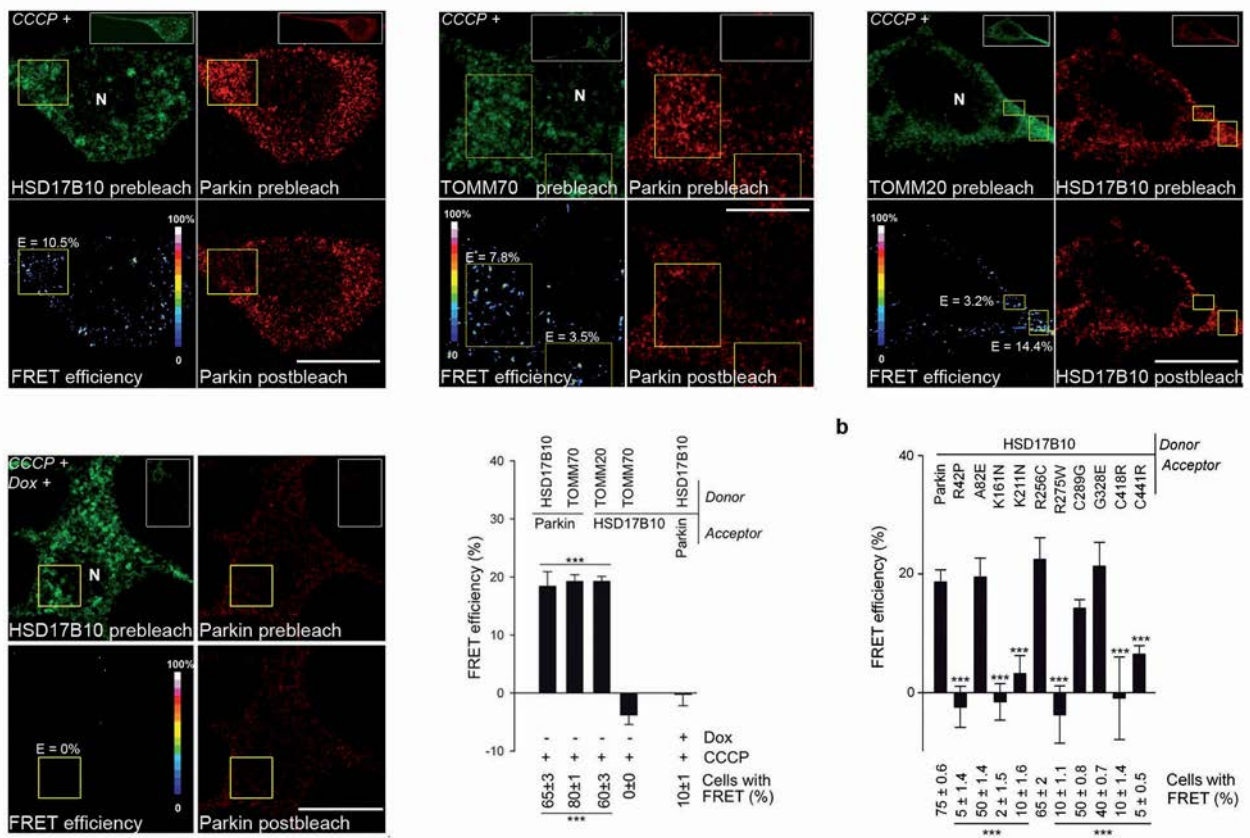 CCCP +
N
HSD17B10 prebleach
Parkin prebleach
100%
E = 10.5%
0
FRET efficiency
Parkin postbleach
CCCP +
N
TOMM70 prebleach
Parkin prebleach
100%
E = 7.8%
E = 3.5%
0
FRET efficiency
Parkin postbleach
CCCP +
N
TOMM20 prebleach
HSD17B10 prebleach
100%
E = 3.2%
E = 14.4%
0
FRET efficiency
HSD17B10 postbleach
CCCP +
Dox +
N
HSD17B10 prebleach
Parkin prebleach
100%
E = 0%
0
FRET efficiency
Parkin postbleach
HSD17B10
TOMM70
TOMM20
TOMM70
HSD17B10
Donor
Parkin
HSD17B10
Parkin
Acceptor
40
30
20
10
0
-10
FRET efficiency (%)
***
- - - - + Dox
+ + + + + CCCP
65±3
80±1
60±3
0±0
10±1
Cells with
FRET (%)
***
b
HSD17B10
Donor
Acceptor
Parkin
R42P
A82E
K161N
K211N
R256C
R275W
C289G
G328E
C418R
C441R
40
20
0
FRET efficiency (%)
*** *** *** *** *** ***
75 ± 0.6
5 ± 1.4
50 ± 1.4
2 ± 1.5
10 ± 1.6
65 ± 2
10 ± 1.1
50 ± 0.8
40 ± 0.7
10 ± 1.4
5 ± 0.5
Cells with
FRET (%)
*** ***